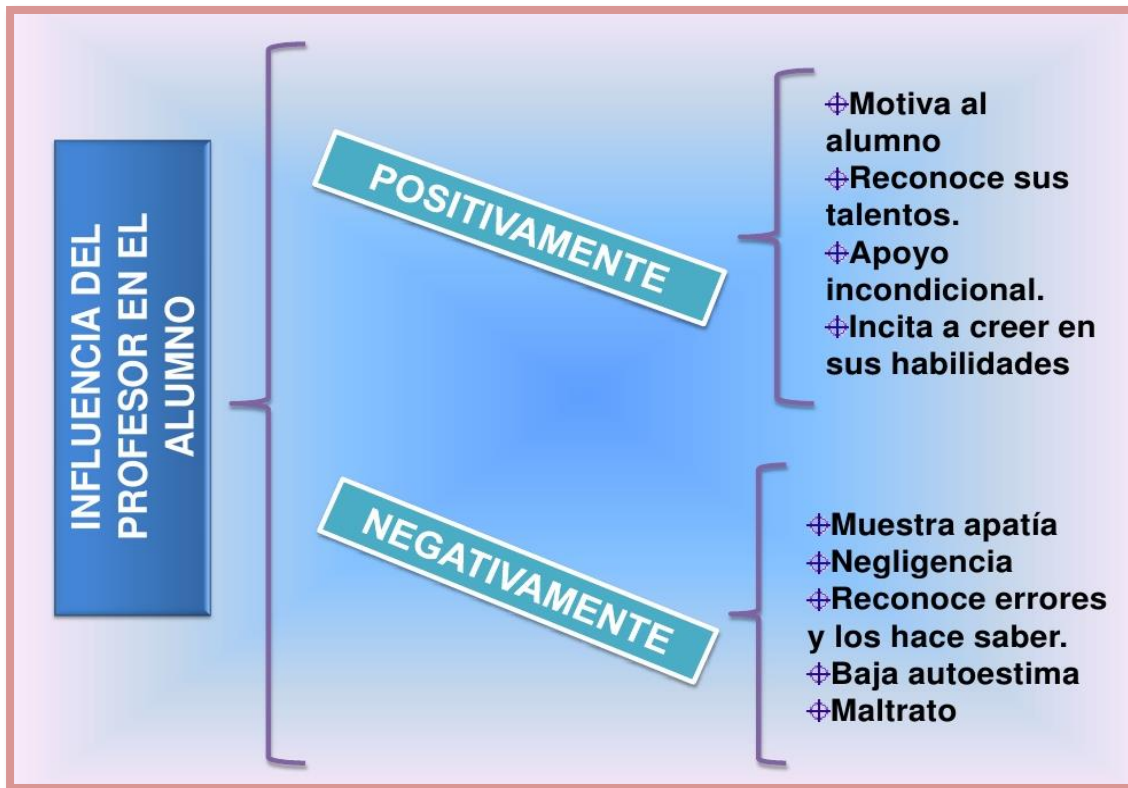 INFLUENCIA DEL
PROFESOR EN EL
ALUMNO
POSITIVAMENTE
Motiva al
alumno
Reconoce sus
talentos.
Apoyo
incondicional.
Incita a creer en
sus habilidades
NEGATIVAMENTE
Muestra apatía
Negligencia
Reconoce errores
y los hace saber.
Baja autoestima
Maltrato